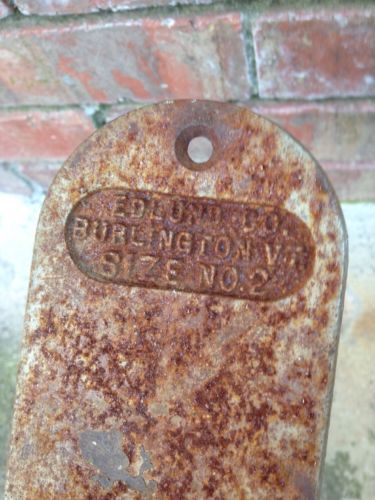 EDLUND CO.
BURLINGTON VT.
SIZE NO. 2